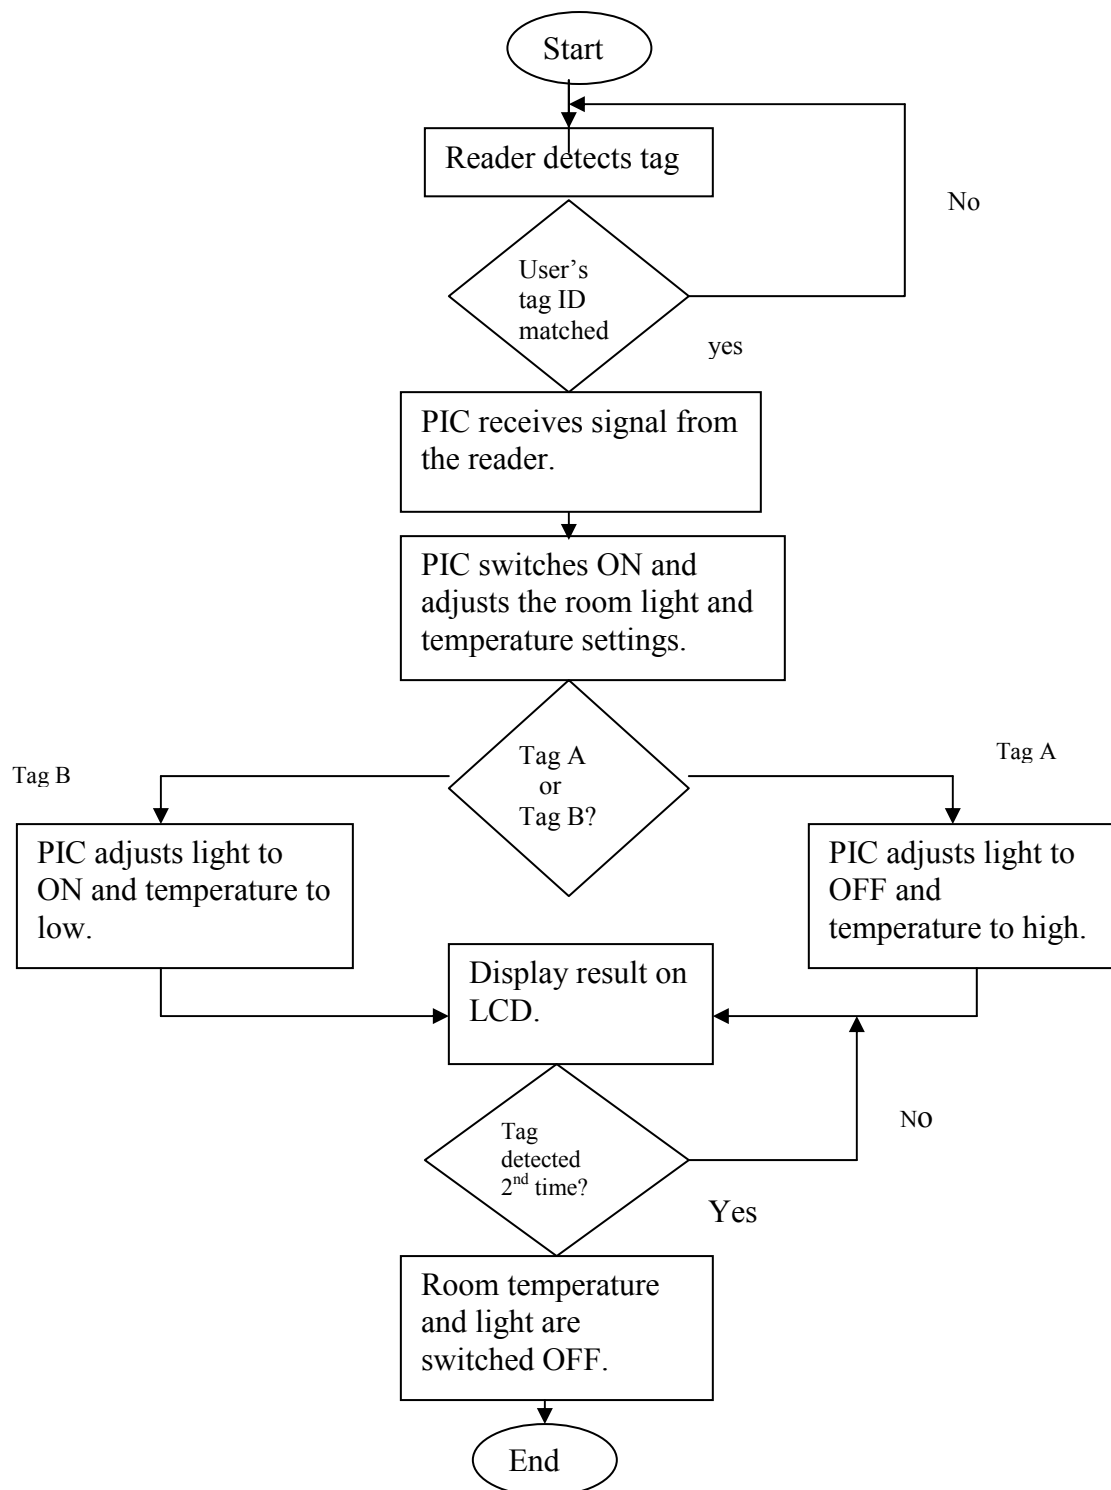 Start
Reader detects tag
No
User’s
tag ID
matched
yes
PIC receives signal from
the reader.
PIC switches ON and
adjusts the room light and
temperature settings.
Tag A
or
Tag B?
Tag B
Tag A
PIC adjusts light to
ON and temperature to
low.
PIC adjusts light to
OFF and
temperature to high.
Display result on
LCD.
Tag
detected
2nd time?
No
Yes
Room temperature
and light are
switched OFF.
End